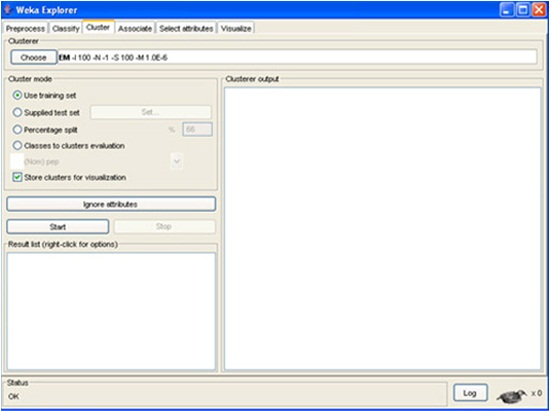 Weka Explorer
Preprocess Classify Cluster Associate Select attributes Visualize
Clusterer
Choose EM -I 100 -N -1 -S 100 -M 1.0E-6
Cluster mode
Use training set
Supplied test set Set...
Percentage split % 66
Classes to clusters evaluation
(Nom) pep
Store clusters for visualization
Ignore attributes
Start Stop
Result list (right-click for options)
Clusterer output
Status
OK
Log x 0